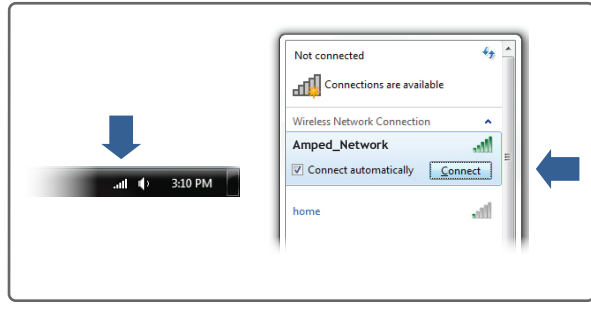 3:10 PM
Not connected
Connections are available
Wireless Network Connection
Amped_Network
Connect automatically
Connect
home